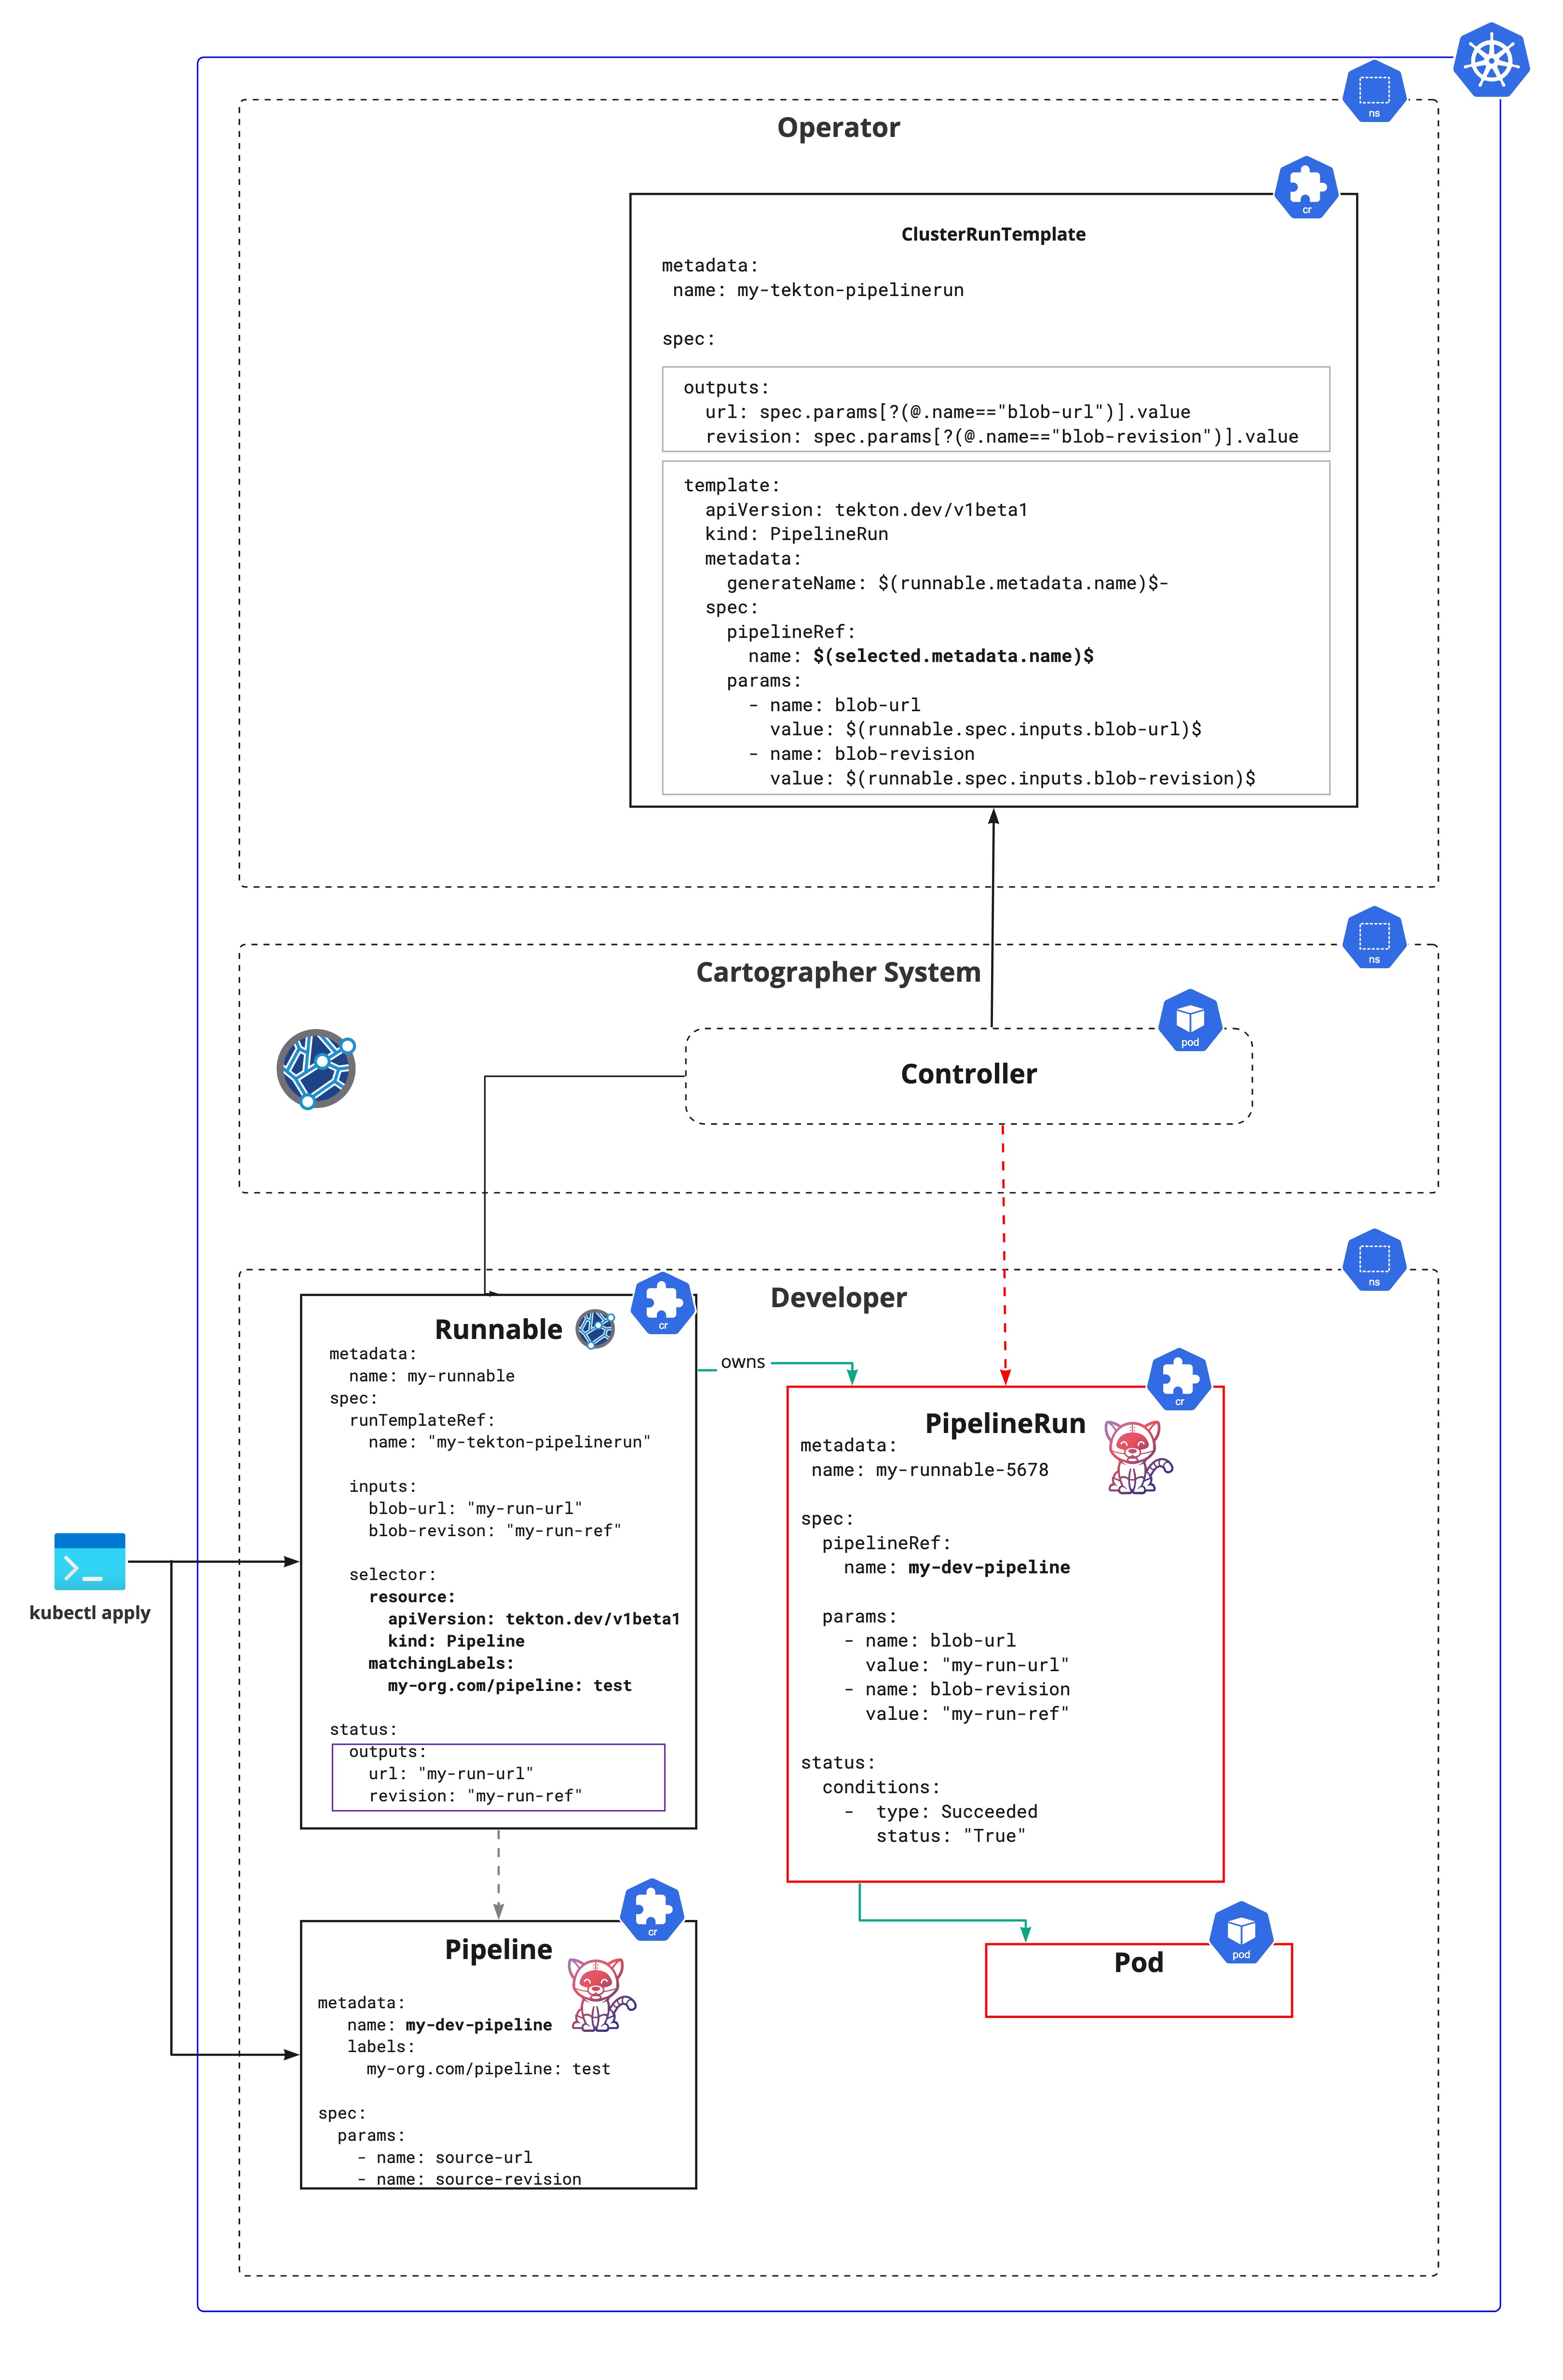 ns
Operator
cr
ClusterRunTemplate
metadata:
 name: my-tekton-pipelinerun
spec:
  outputs:
    url: spec.params[?(@.name=="blob-url")].value
    revision: spec.params[?(@.name=="blob-revision")].value
  template:
    apiVersion: tekton.dev/v1beta1
    kind: PipelineRun
    metadata:
      generateName: $(runnable.metadata.name)$-
    spec:
      pipelineRef:
        name: $(selected.metadata.name)$
      params:
        - name: blob-url
          value: $(runnable.spec.inputs.blob-url)$
        - name: blob-revision
          value: $(runnable.spec.inputs.blob-revision)$
ns
Cartographer System
pod
Controller
ns
Developer
cr
Runnable
metadata:
  name: my-runnable
spec:
  runTemplateRef:
    name: "my-tekton-pipelinerun"
  inputs:
    blob-url: "my-run-url"
    blob-revison: "my-run-ref"
  selector:
    resource:
      apiVersion: tekton.dev/v1beta1
      kind: Pipeline
    matchingLabels:
      my-org.com/pipeline: test
status:
  outputs:
    url: "my-run-url"
    revision: "my-run-ref"
owns
cr
PipelineRun
metadata:
 name: my-runnable-5678
spec:
  pipelineRef:
    name: my-dev-pipeline
  params:
    - name: blob-url
      value: "my-run-url"
    - name: blob-revision
      value: "my-run-ref"
status:
  conditions:
    -  type: Succeeded
       status: "True"
kubectl apply
cr
Pipeline
metadata:
   name: my-dev-pipeline
   labels:
     my-org.com/pipeline: test
spec:
  params:
    - name: source-url
    - name: source-revision
pod
Pod